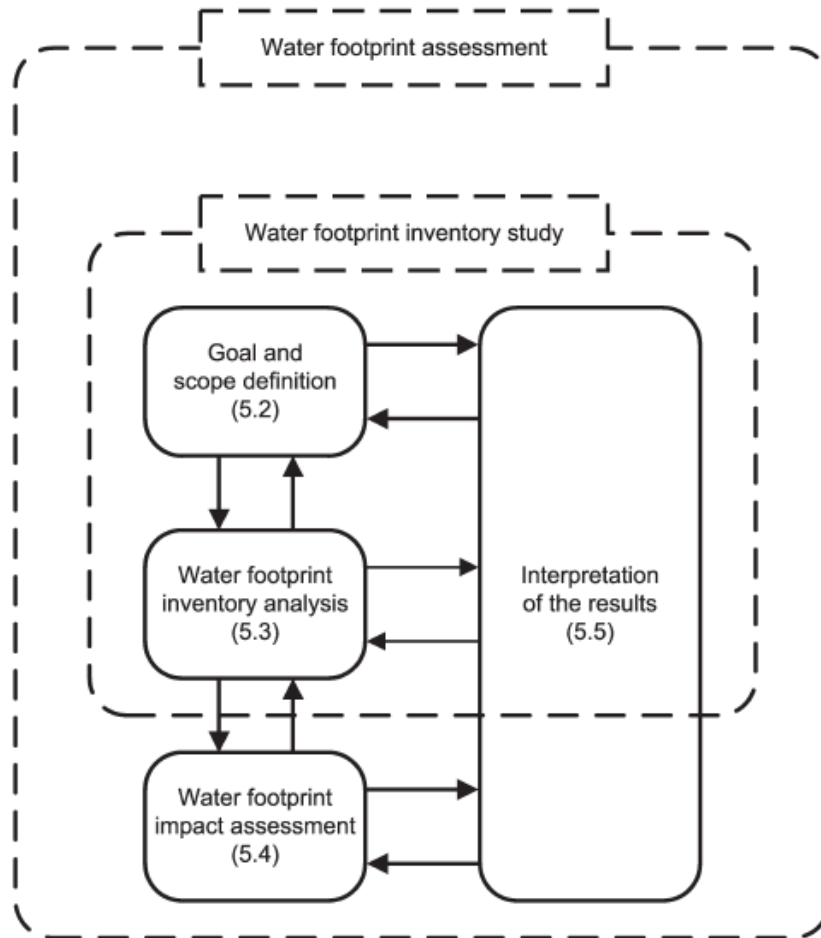 Water footprint assessment
Water footprint inventory study
Goal and
scope definition
(5.2)
Water footprint
inventory analysis
(5.3)
Interpretation
of the results
(5.5)
Water footprint
impact assessment
(5.4)